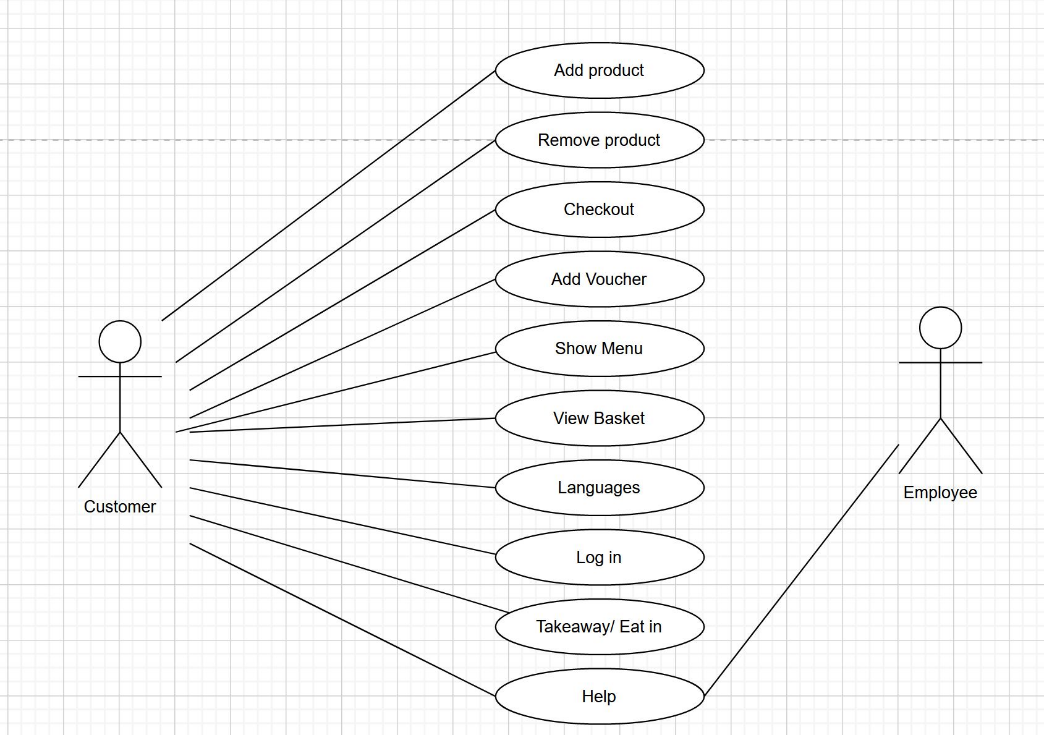 Add product
Remove product
Checkout
Add Voucher
Show Menu
View Basket
Languages
Log in
Takeaway/ Eat in
Help
Customer
Employee